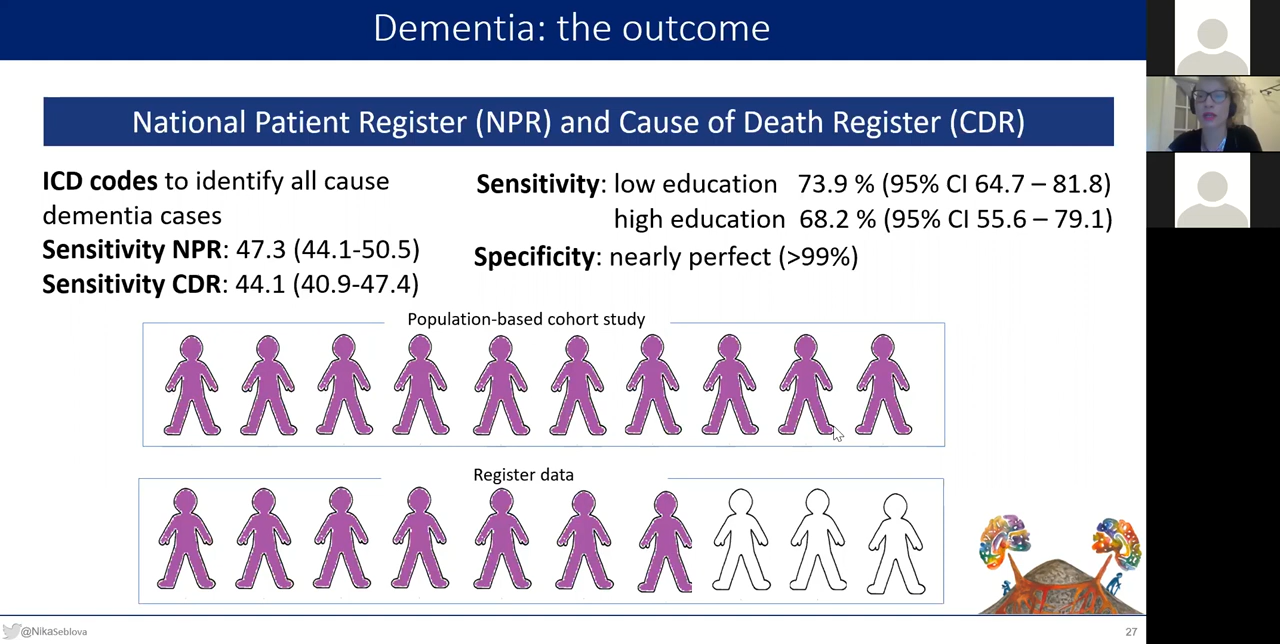 Dementia: the outcome
National Patient Register (NPR) and Cause of Death Register (CDR)
ICD codes to identify all cause
dementia cases
Sensitivity NPR: 47.3 (44.1-50.5)
Sensitivity CDR: 44.1 (40.9-47.4)
Sensitivity: low education 73.9 % (95% CI 64.7 – 81.8)
high education 68.2 % (95% CI 55.6 – 79.1)
Specificity: nearly perfect (>99%)
Population-based cohort study
Register data
@NikaSeblova
27